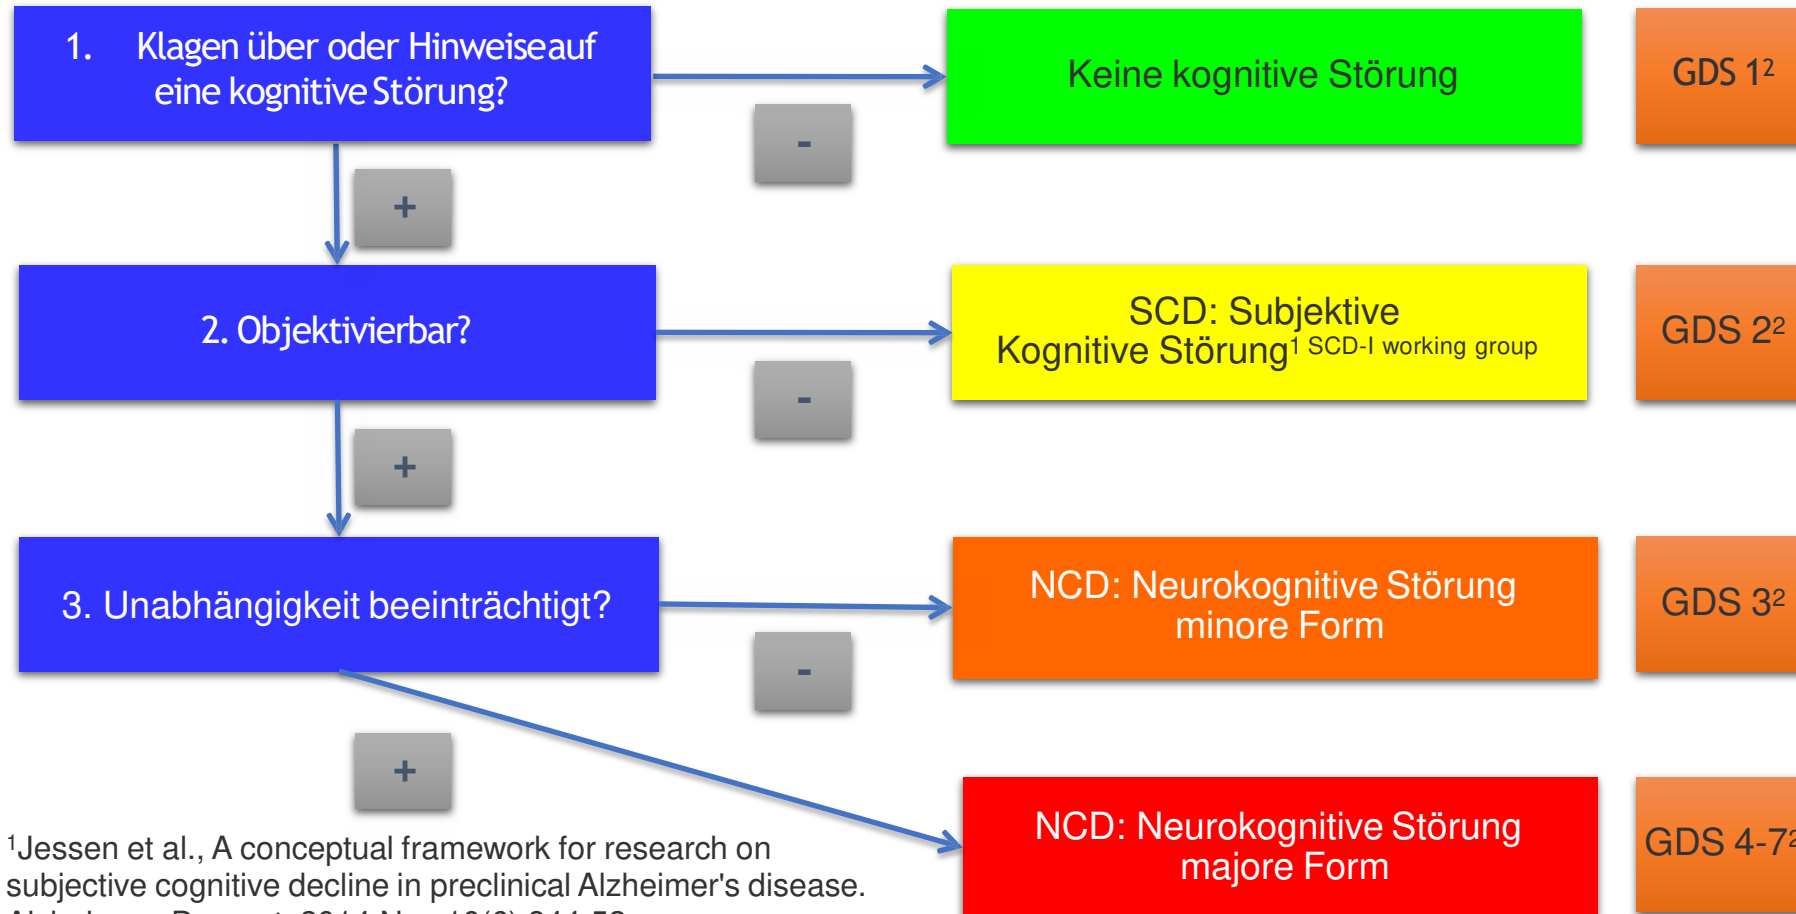 1. Klagen über oder Hinweise auf
eine kognitive Störung?
Keine kognitive Störung
GDS 1²
-
+
2. Objektivierbar?
SCD: Subjektive
Kognitive Störung¹ SCD-I working group
GDS 2²
-
+
3. Unabhängigkeit beeinträchtigt?
NCD: Neurokognitive Störung
minore Form
GDS 3²
-
+
NCD: Neurokognitive Störung
majore Form
GDS 4-7²
¹Jessen et al., A conceptual framework for research on
subjective cognitive decline in preclinical Alzheimer's disease.